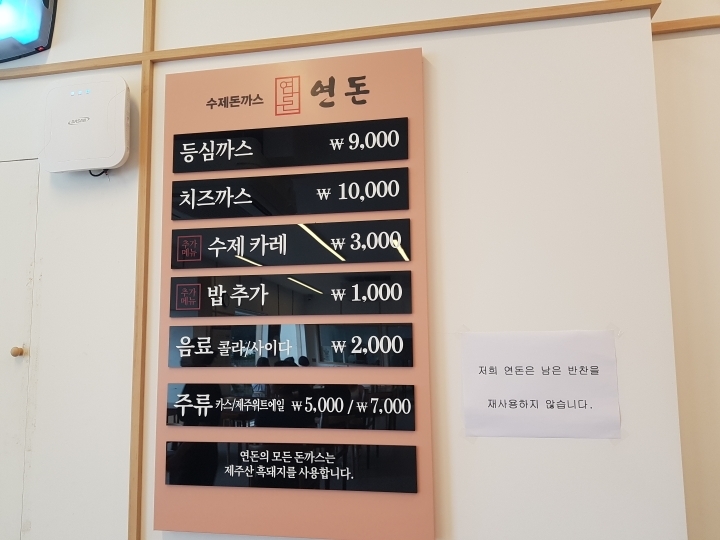 수제돈까스 연돈 연돈
등심까스 ₩ 9,000
치즈까스 ₩ 10,000
추가메뉴 수제 카레 ₩ 3,000
추가메뉴 밥 추가 ₩ 1,000
음료 콜라/사이다 ₩ 2,000
주류 카스/제주위트에일 ₩ 5,000 / ₩ 7,000
연돈의 모든 돈까스는
제주산 흑돼지를 사용합니다.
저희 연돈은 남은 반찬을
재사용하지 않습니다.